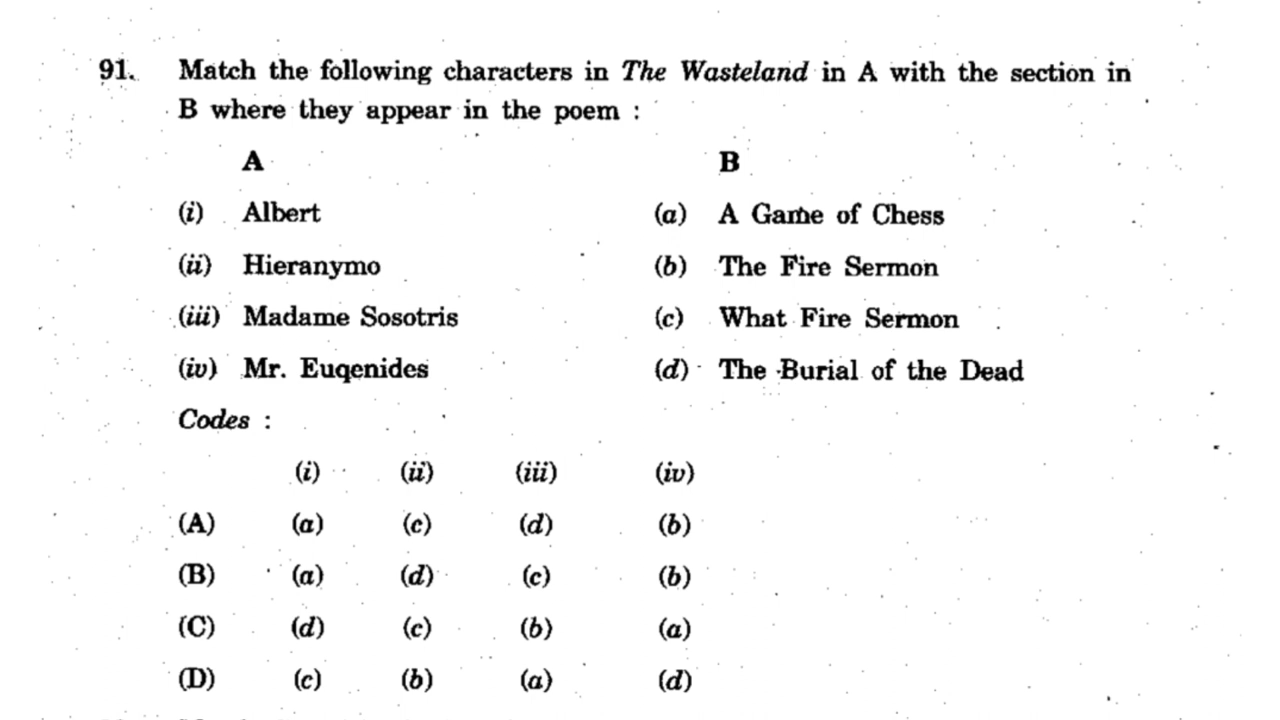 91. Match the following characters in The Wasteland in A with the section in
B where they appear in the poem :
A B
(i) Albert (a) A Game of Chess
(ii) Hieranymo (b) The Fire Sermon
(iii) Madame Sosotris (c) What Fire Sermon
(iv) Mr. Euqenides (d) The Burial of the Dead
Codes :
(i) (ii) (iii) (iv)
(A) (a) (c) (d) (b)
(B) (a) (d) (c) (b)
(C) (d) (c) (b) (a)
(D) (c) (b) (a) (d)